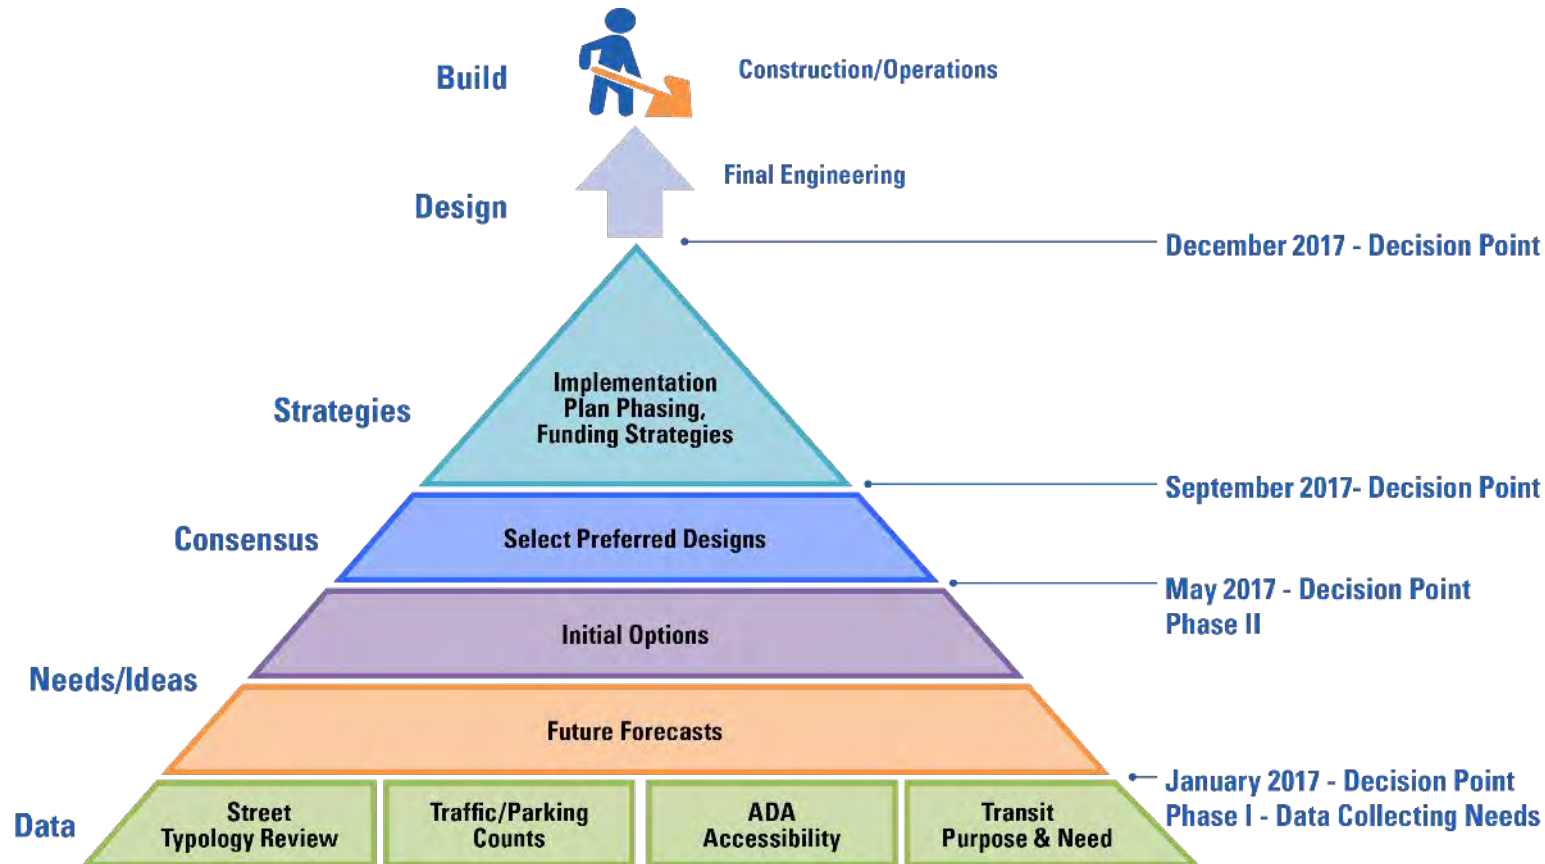 Build
Construction/Operations
Final Engineering
Design
December 2017 - Decision Point
Implementation
Plan Phasing,
Funding Strategies
Strategies
September 2017- Decision Point
Consensus
Select Preferred Designs
May 2017 - Decision Point
Phase II
Initial Options
Needs/Ideas
Future Forecasts
January 2017 - Decision Point
Phase I - Data Collecting Needs
Data
Street
Typology Review
Traffic/Parking
Counts
ADA
Accessibility
Transit
Purpose & Need